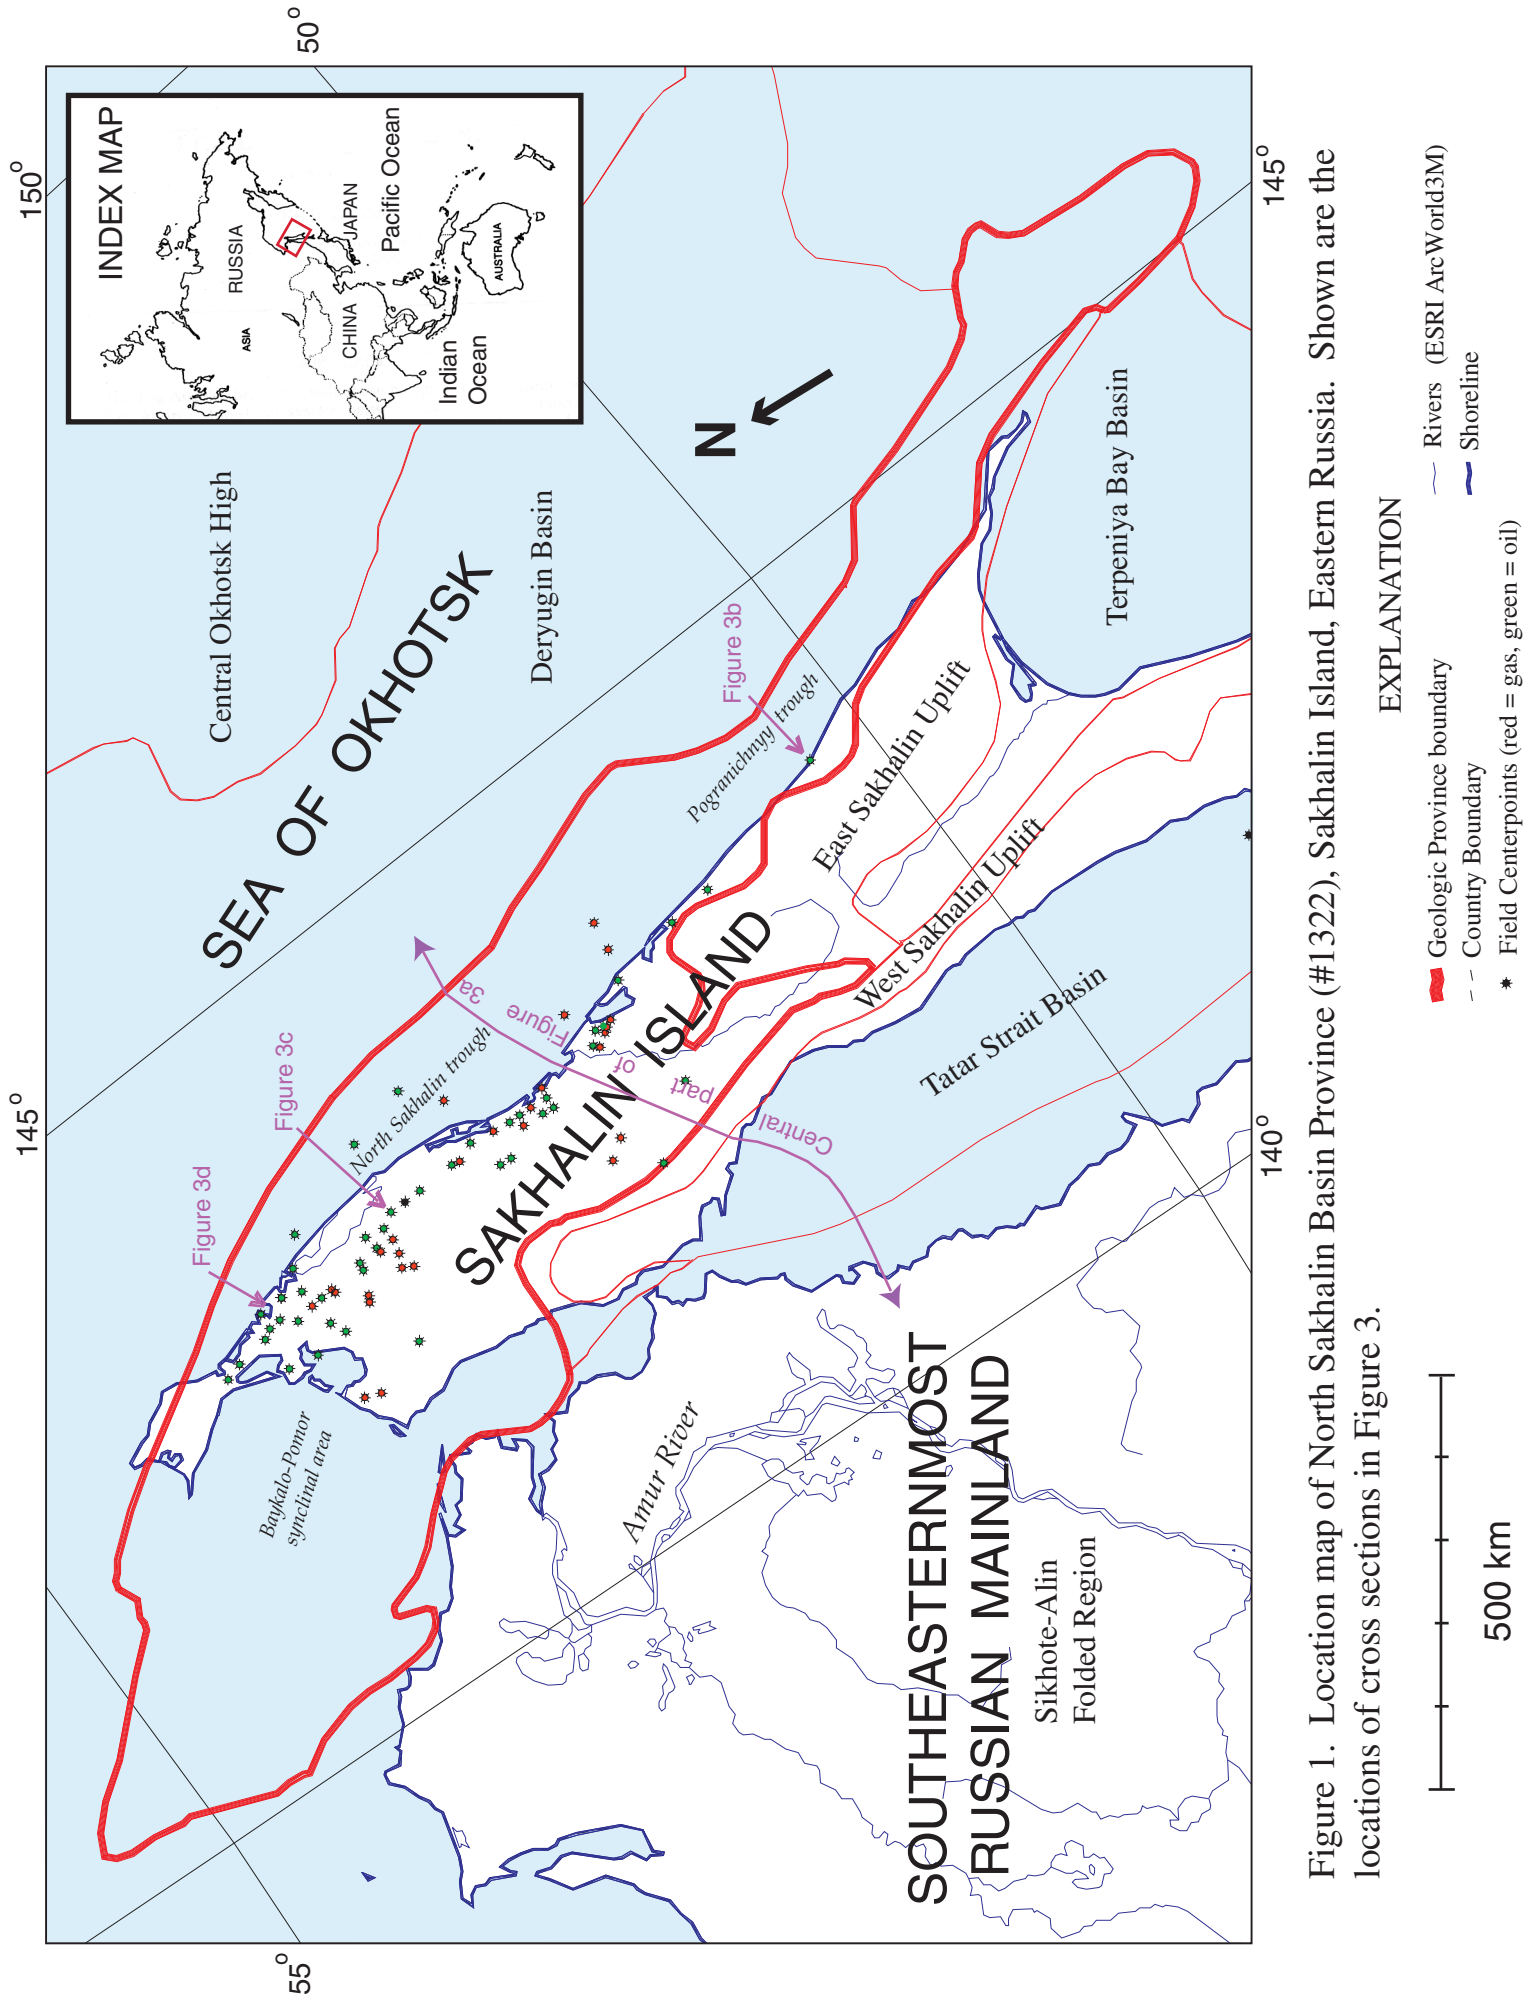 150°
50°
145°
145°
140°
55°
INDEX MAP
RUSSIA
ASIA
CHINA
JAPAN
Pacific Ocean
Indian
Ocean
AUSTRALIA
N
Central Okhotsk High
SEA OF OKHOTSK
Deryugin Basin
Figure 3b
Pogranichnyy trough
Terpeniya Bay Basin
East Sakhalin Uplift
West Sakhalin Uplift
Tatar Strait Basin
SAKHALIN ISLAND
North Sakhalin trough
Figure 3c
Figure 3d
Central part of Figure 3a
Baykalo-Pomor
synclinal area
Amur River
SOUTHEASTERNMOST
RUSSIAN MAINLAND
Sikhote-Alin
Folded Region
Figure 1. Location map of North Sakhalin Basin Province (#1322), Sakhalin Island, Eastern Russia. Shown are the
locations of cross sections in Figure 3.
EXPLANATION
Geologic Province boundary
Country Boundary
Field Centerpoints (red = gas, green = oil)
Rivers (ESRI ArcWorld3M)
Shoreline
500 km